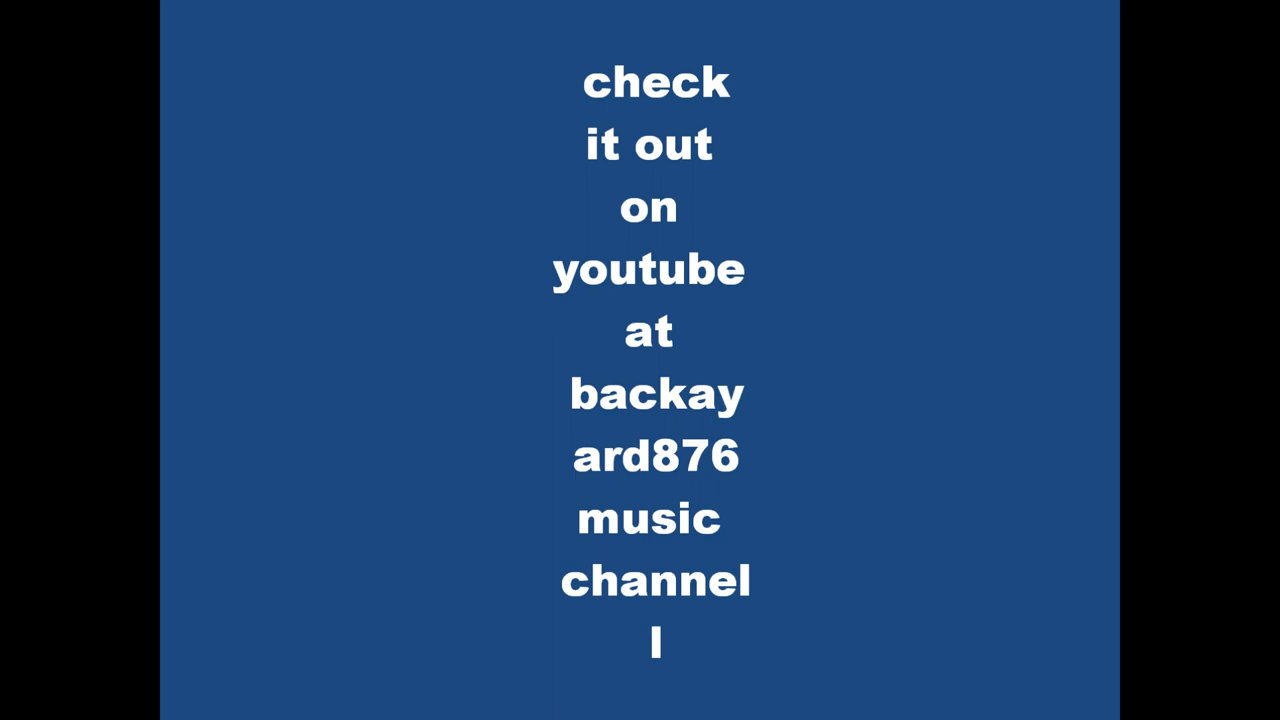 check
it out
on
youtube
at
backay
ard876
music
channel
l